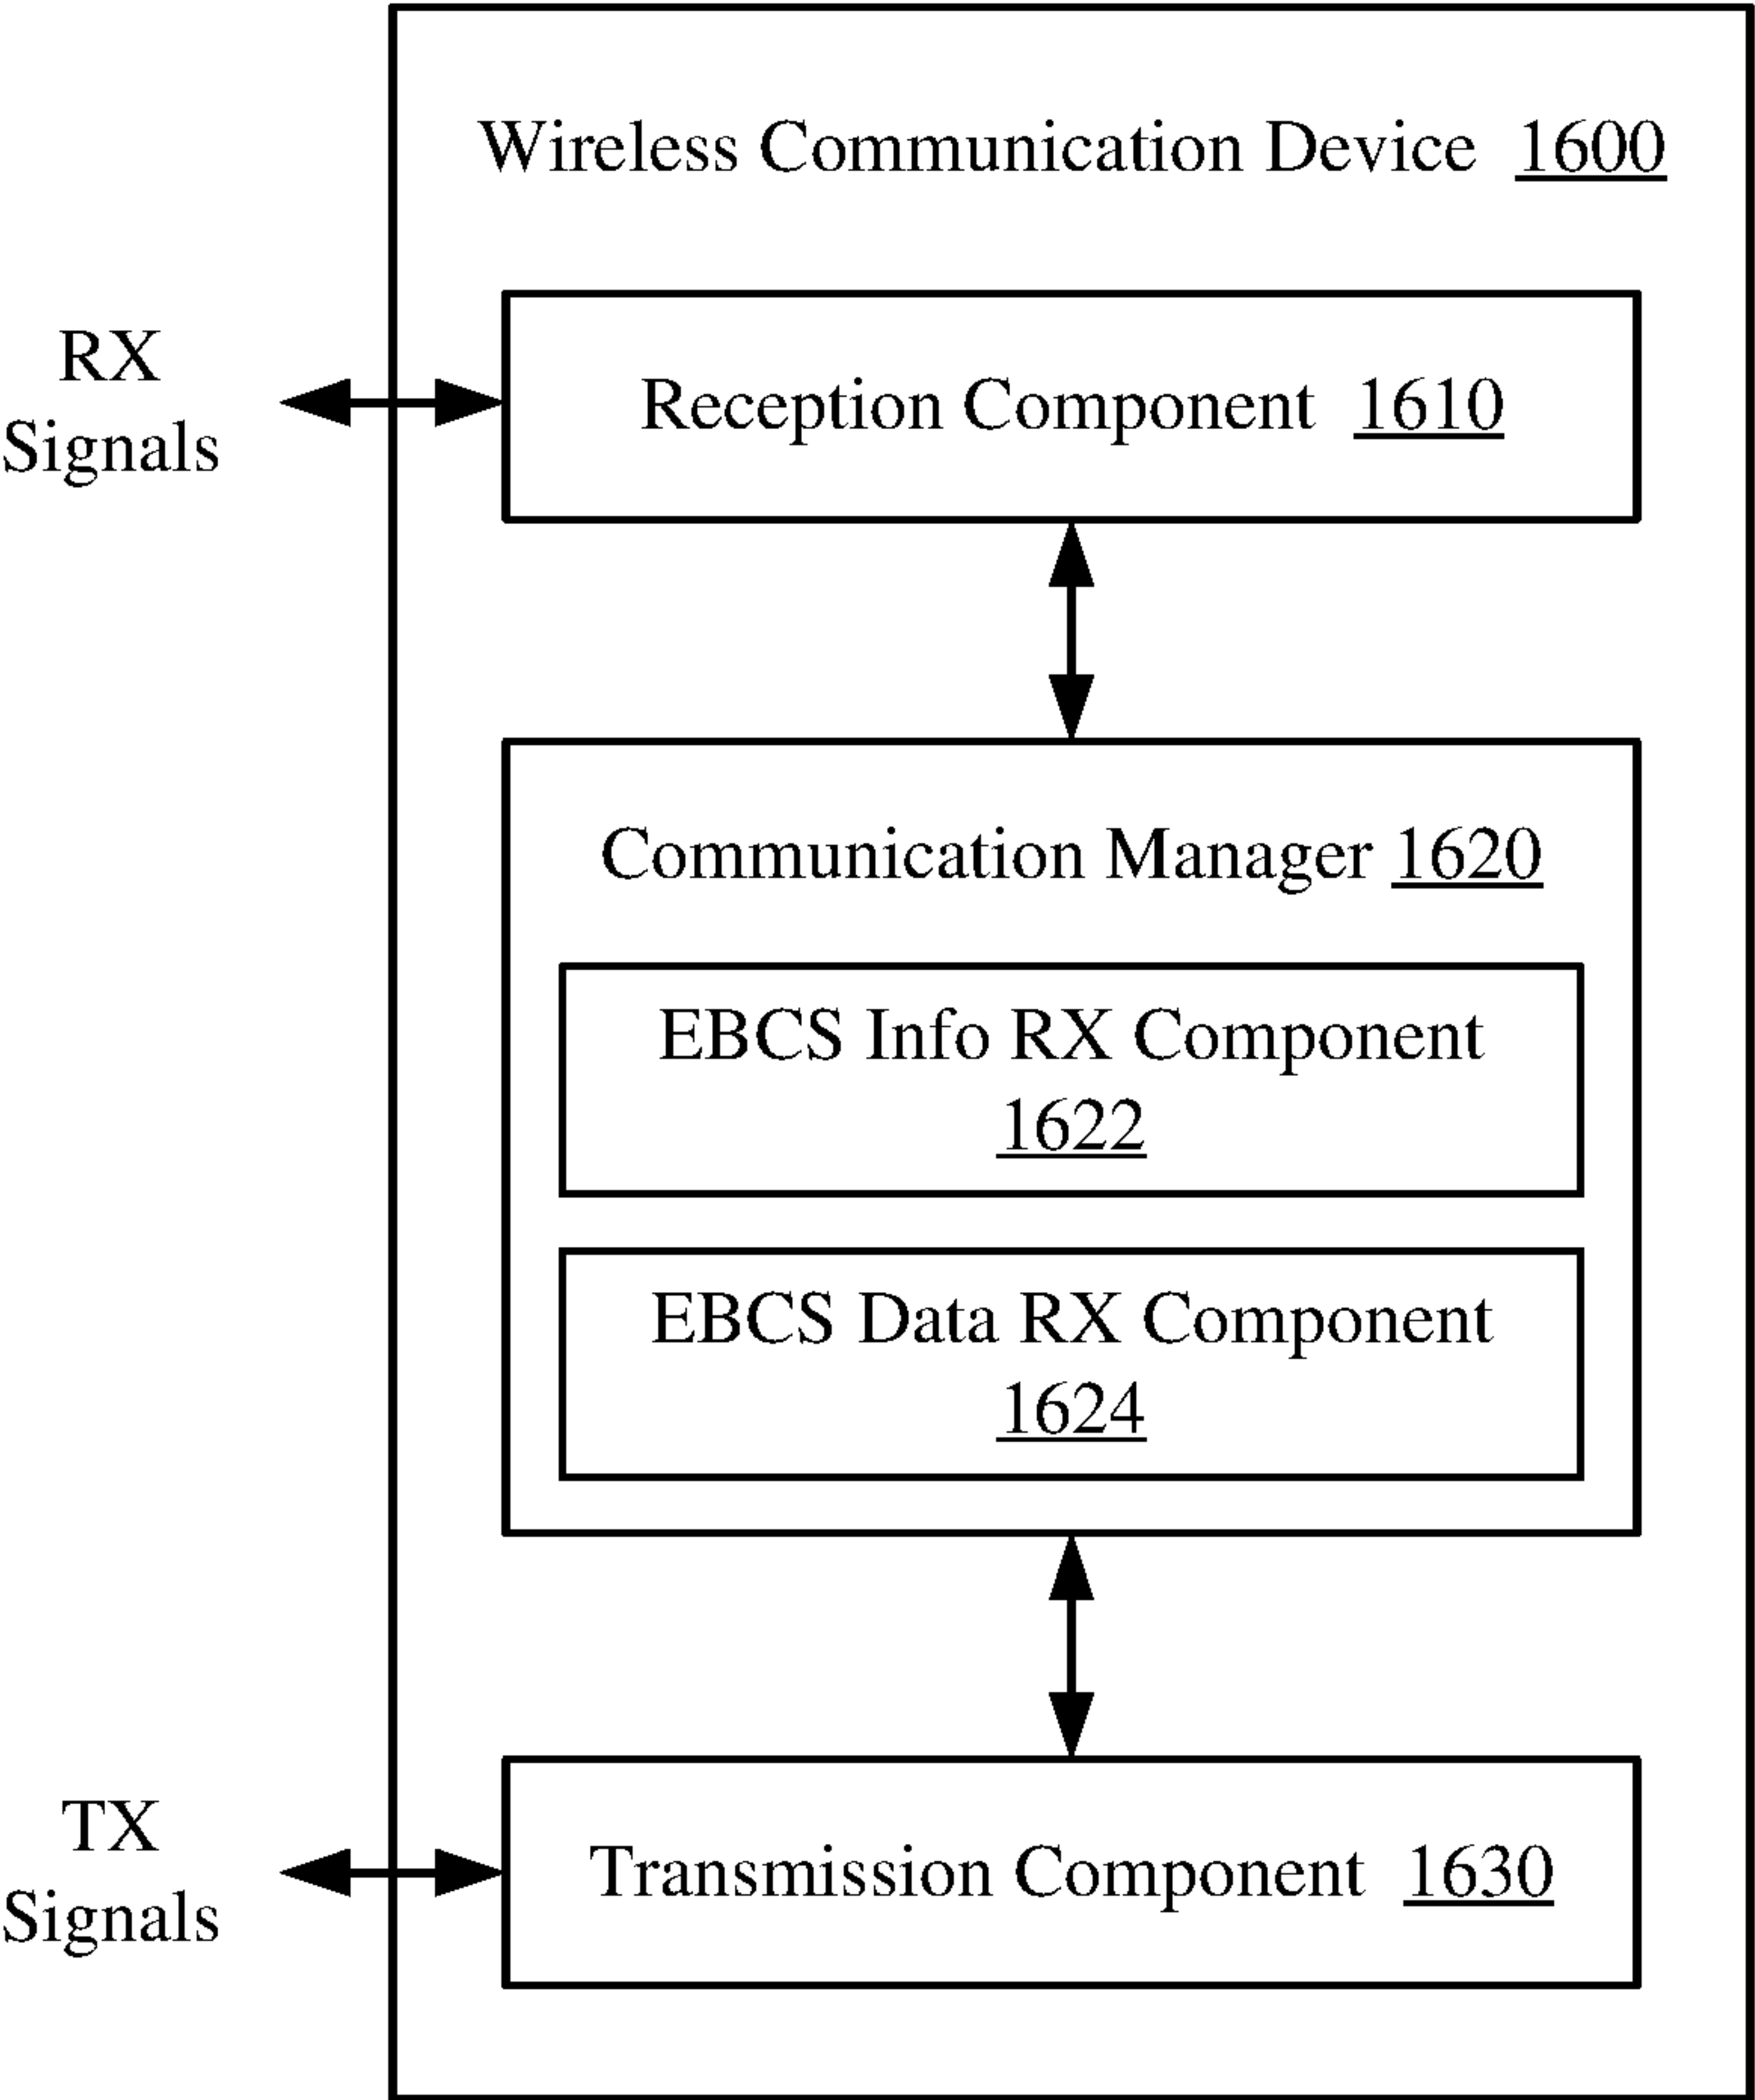 Wireless Communication Device 1600
RX
Signals
Reception Component 1610
Communication Manager 1620
EBCS Info RX Component
1622
EBCS Data RX Component
1624
TX
Signals
Transmission Component 1630